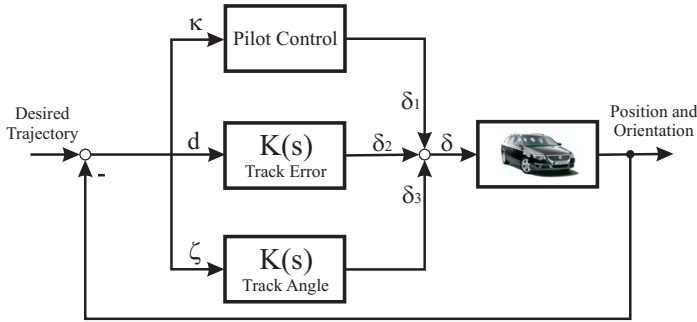 κ
Pilot Control
δ1
Desired
Trajectory
-
d
K(s)
Track Error
δ2
δ
Position and
Orientation
δ3
ζ
K(s)
Track Angle